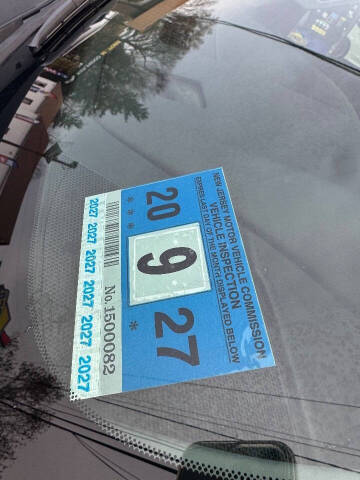 NEW JERSEY MOTOR VEHICLE COMMISSION
VEHICLE INSPECTION
EXPIRES LAST DAY OF THE MONTH DISPLAYED BELOW
20 9 27
*** *
No. 1500082
2027 2027 2027 2027 2027 2027 2027